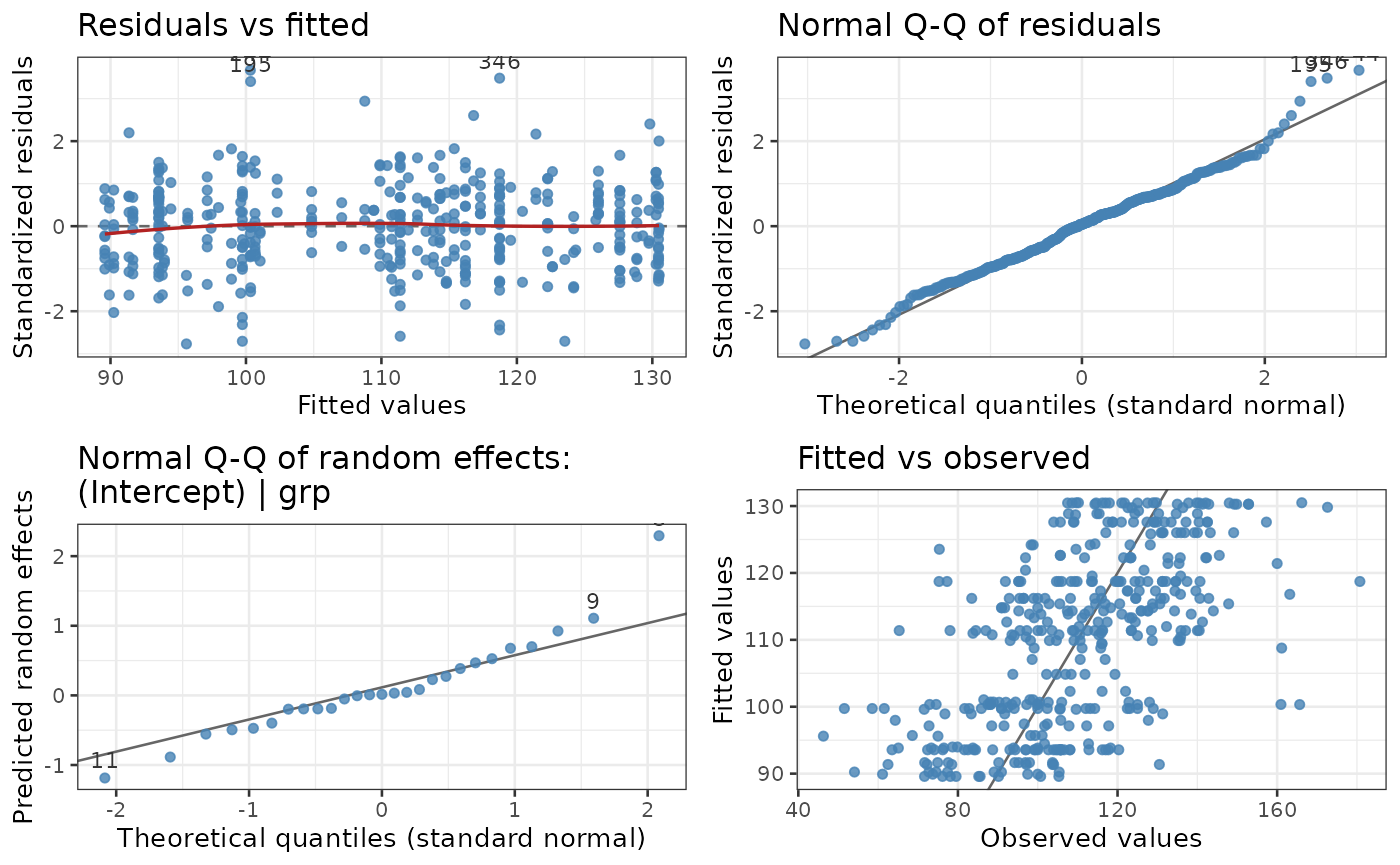 Residuals vs fitted
Standardized residuals
2
0
-2
195
346
90
100
110
120
130
Fitted values
Normal Q-Q of residuals
Standardized residuals
2
0
-2
195
346
-2
0
2
Theoretical quantiles (standard normal)
Normal Q-Q of random effects:
(Intercept) | grp
Predicted random effects
2
1
0
-1
11
9
-2
-1
0
1
2
Theoretical quantiles (standard normal)
Fitted vs observed
Fitted values
130
120
110
100
90
40
80
120
160
Observed values